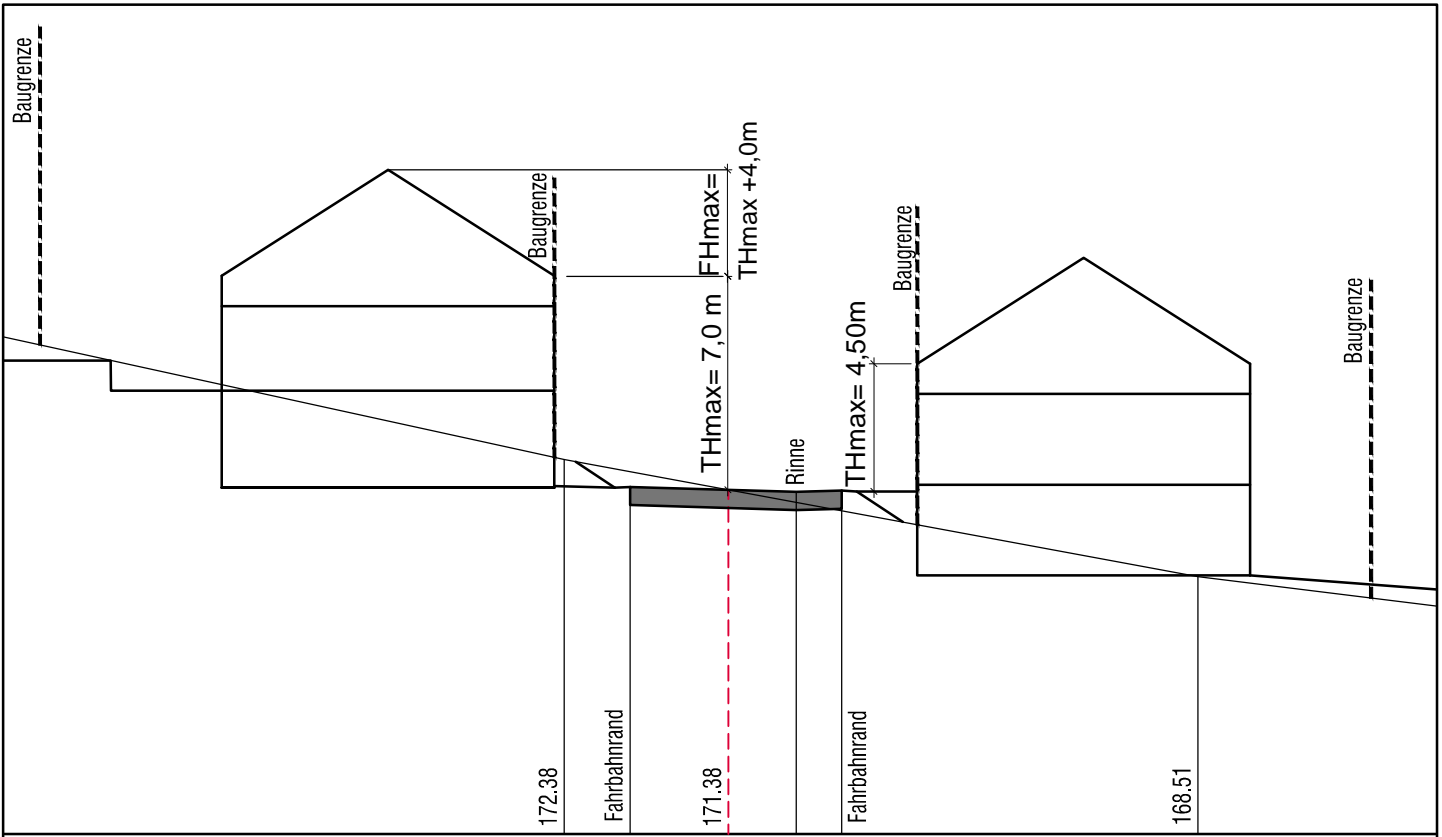 Baugrenze
Baugrenze
FHmax=
THmax +4,0m
THmax= 7,0 m
Rinne
THmax= 4,50m
Baugrenze
Baugrenze
172.38
Fahrbahnrand
171.38
Fahrbahnrand
168.51